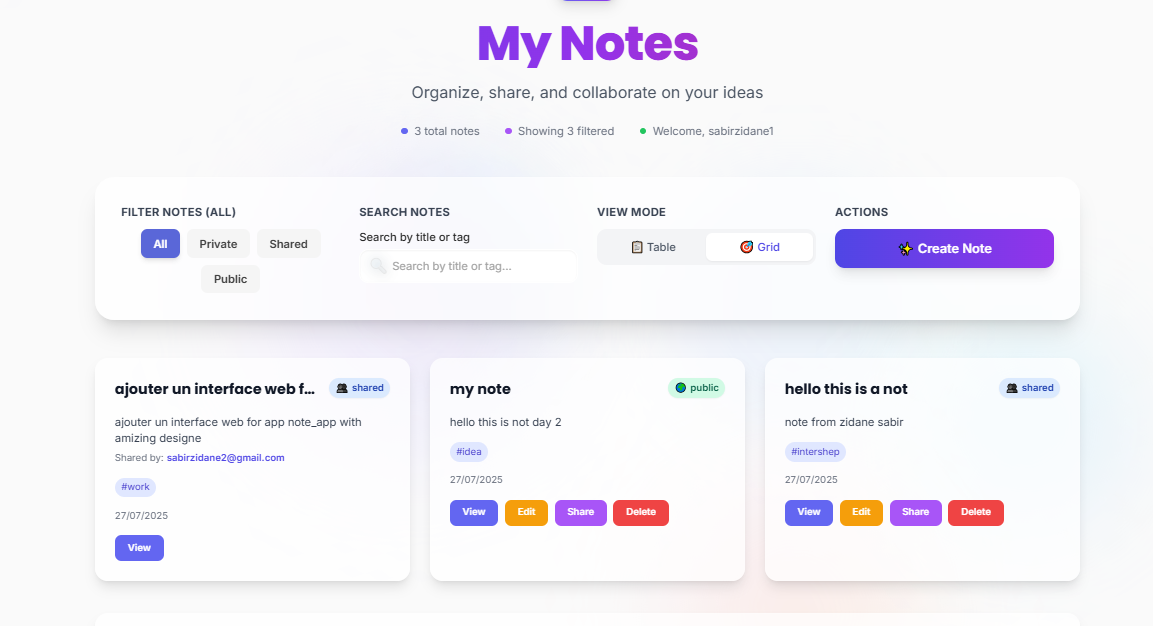 My Notes
Organize, share, and collaborate on your ideas
3 total notes
Showing 3 filtered
Welcome, sabirzidane1
FILTER NOTES (ALL)
All
Private
Shared
Public
SEARCH NOTES
Search by title or tag
Search by title or tag...
VIEW MODE
Table
Grid
ACTIONS
Create Note
ajouter un interface web f...
shared
ajouter un interface web for app note_app with
amizing designe
Shared by: sabirzidane2@gmail.com
#work
27/07/2025
View
my note
public
hello this is not day 2
#idea
27/07/2025
View
Edit
Share
Delete
hello this is a not
shared
note from zidane sabir
#intershep
27/07/2025
View
Edit
Share
Delete